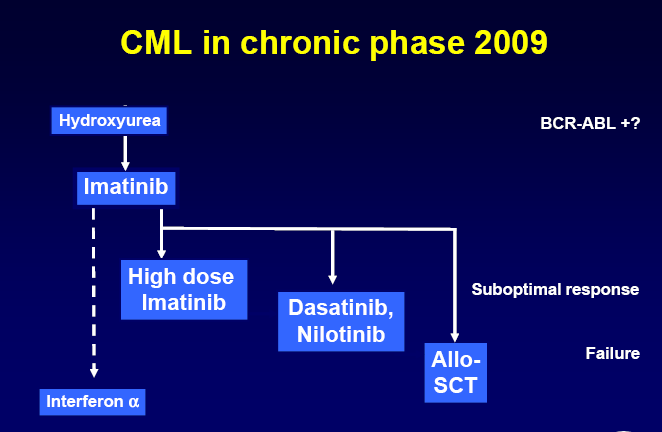 CML in chronic phase 2009
Hydroxyurea
BCR-ABL +?
Imatinib
High dose
Imatinib
Dasatinib,
Nilotinib
Suboptimal response
Allo-
SCT
Failure
Interferon α